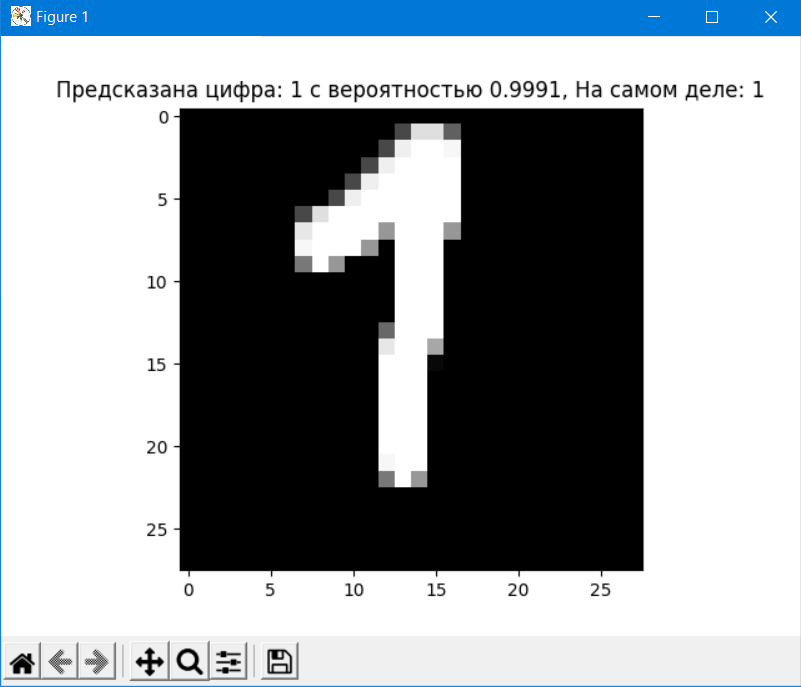 Figure 1
Предсказана цифра: 1 с вероятностью 0.9991, На самом деле: 1
0
5
10
15
20
25
0 5 10 15 20 25